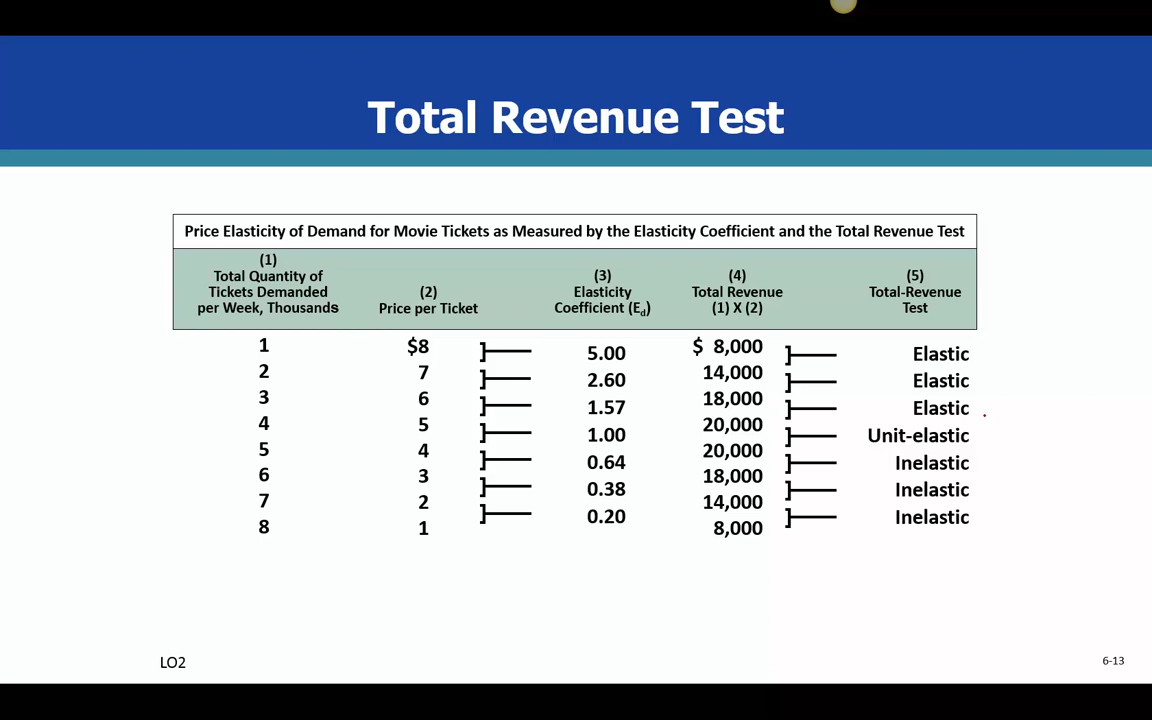 Total Revenue Test
Price Elasticity of Demand for Movie Tickets as Measured by the Elasticity Coefficient and the Total Revenue Test
(1)
Total Quantity of
Tickets Demanded
per Week, Thousands
(2)
Price per Ticket
(3)
Elasticity
Coefficient (Ed)
(4)
Total Revenue
(1) X (2)
(5)
Total-Revenue
Test
1 $8 $ 8,000
5.00 Elastic
2 7 14,000
2.60 Elastic
3 6 18,000
1.57 Elastic
4 5 20,000
1.00 Unit-elastic
5 4 20,000
0.64 Inelastic
6 3 18,000
0.38 Inelastic
7 2 14,000
0.20 Inelastic
8 1 8,000
LO2
6-13